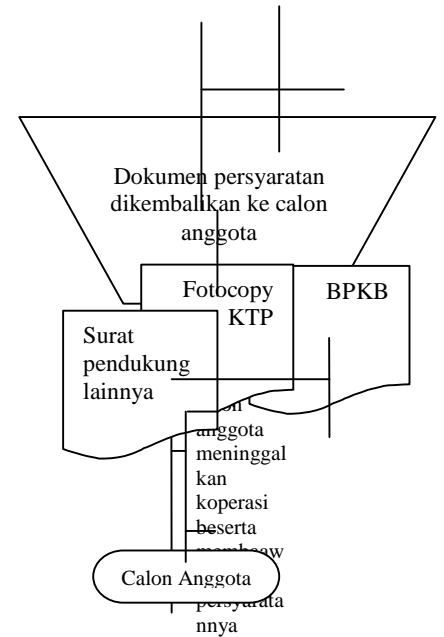 Dokumen persyaratan
dikembalikan ke calon
anggota
Fotocopy
KTP
BPKB
Surat
pendukung
lainnya
anggota
meninggal
kan
koperasi
beserta
Calon Anggota
persyarata
nnya